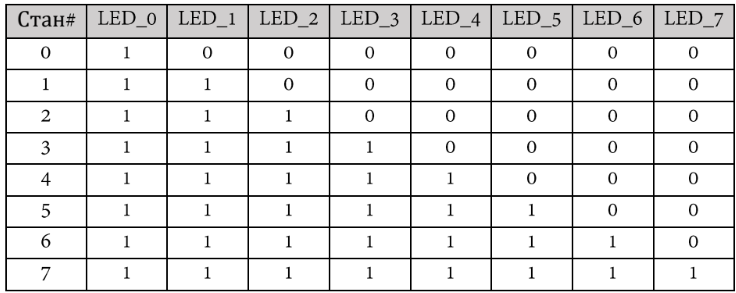 Стан# LED_0 LED_1 LED_2 LED_3 LED_4 LED_5 LED_6 LED_7
0 1 0 0 0 0 0 0 0
1 1 1 0 0 0 0 0 0
2 1 1 1 0 0 0 0 0
3 1 1 1 1 0 0 0 0
4 1 1 1 1 1 0 0 0
5 1 1 1 1 1 1 0 0
6 1 1 1 1 1 1 1 0
7 1 1 1 1 1 1 1 1